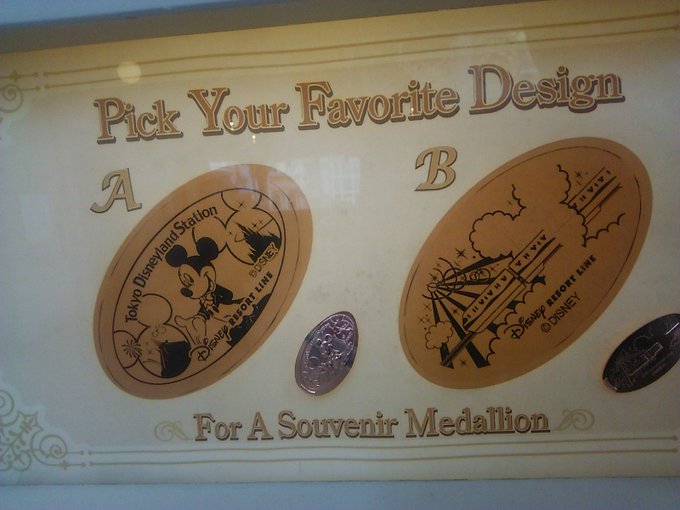 Pick Your Favorite Design
A
B
Tokyo Disneyland Station
©DISNEY
Disney RESORT LINE
Disney RESORT LINE
©DISNEY
For A Souvenir Medallion